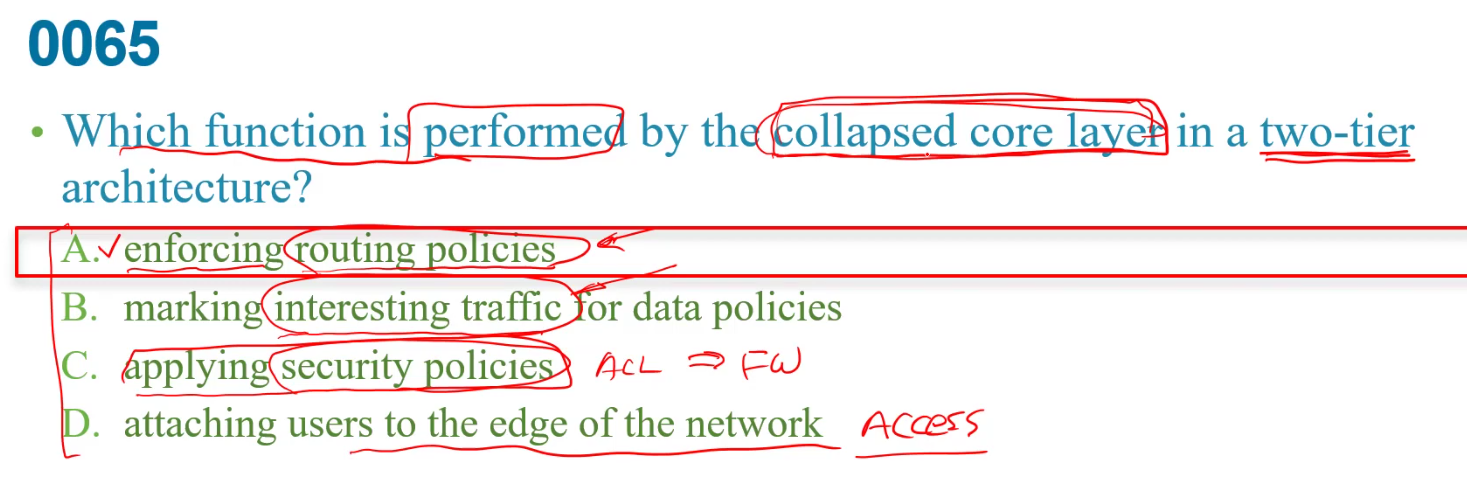 0065
• Which function is performed by the collapsed core layer in a two-tier
architecture?
A. ✓ enforcing routing policies
B. marking interesting traffic for data policies
C. applying security policies ACL ⇒ FW
D. attaching users to the edge of the network ACCESS